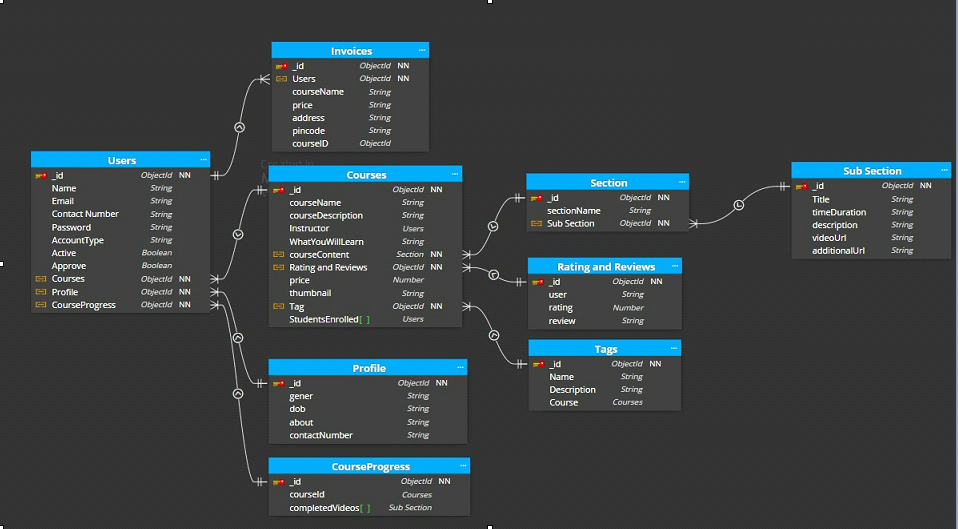 Invoices ...
_id ObjectId NN
Users ObjectId NN
courseName String
price String
address String
pincode String
courseID ObjectId
Users ...
_id ObjectId NN
Name String
Email String
Contact Number String
Password String
AccountType String
Active Boolean
Approve Boolean
Courses ObjectId NN
Profile ObjectId NN
CourseProgress ObjectId NN
Created in
Courses ...
_id ObjectId NN
courseName String
courseDescription String
Instructor Users
WhatYouWillLearn String
courseContent Section NN
Rating and Reviews ObjectId NN
price Number
thumbnail String
Tag ObjectId NN
StudentsEnrolled[ ] Users
Profile ...
_id ObjectId NN
gener String
dob String
about String
contactNumber String
CourseProgress ...
_id ObjectId NN
courseId Courses
completedVideos[ ] Sub Section
Section ...
_id ObjectId NN
sectionName String
Sub Section ObjectId NN
Rating and Reviews ...
_id ObjectId NN
user String
rating Number
review String
Tags ...
_id ObjectId NN
Name String
Description String
Course Courses
Sub Section ...
_id ObjectId NN
Title String
timeDuration String
description String
videoUrl String
additionalUrl String